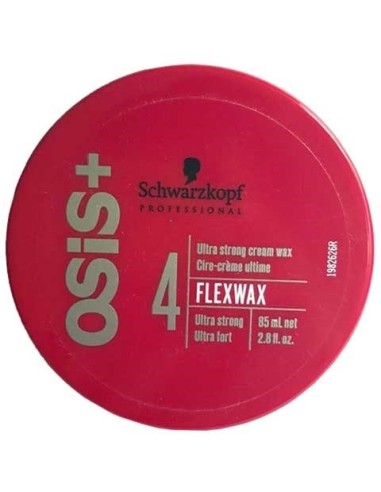 Schwarzkopf
PROFESSIONAL
OSiS+
Ultra strong cream wax
Cire-crème ultime
4
FLEXWAX
Ultra strong
Ultra fort
85 mL net
2.8 fl. oz.
1982626R